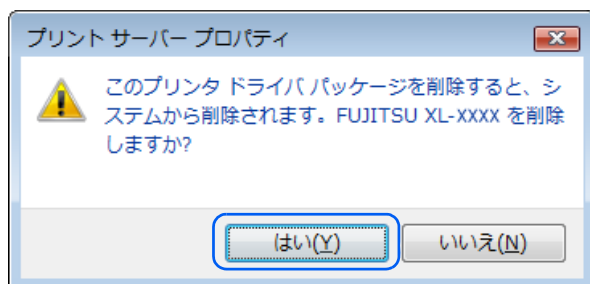 プリント サーバー プロパティ
このプリンタ ドライバ パッケージを削除すると、シ
ステムから削除されます。FUJITSU XL-XXXX を削除
しますか?
はい(Y)
いいえ(N)